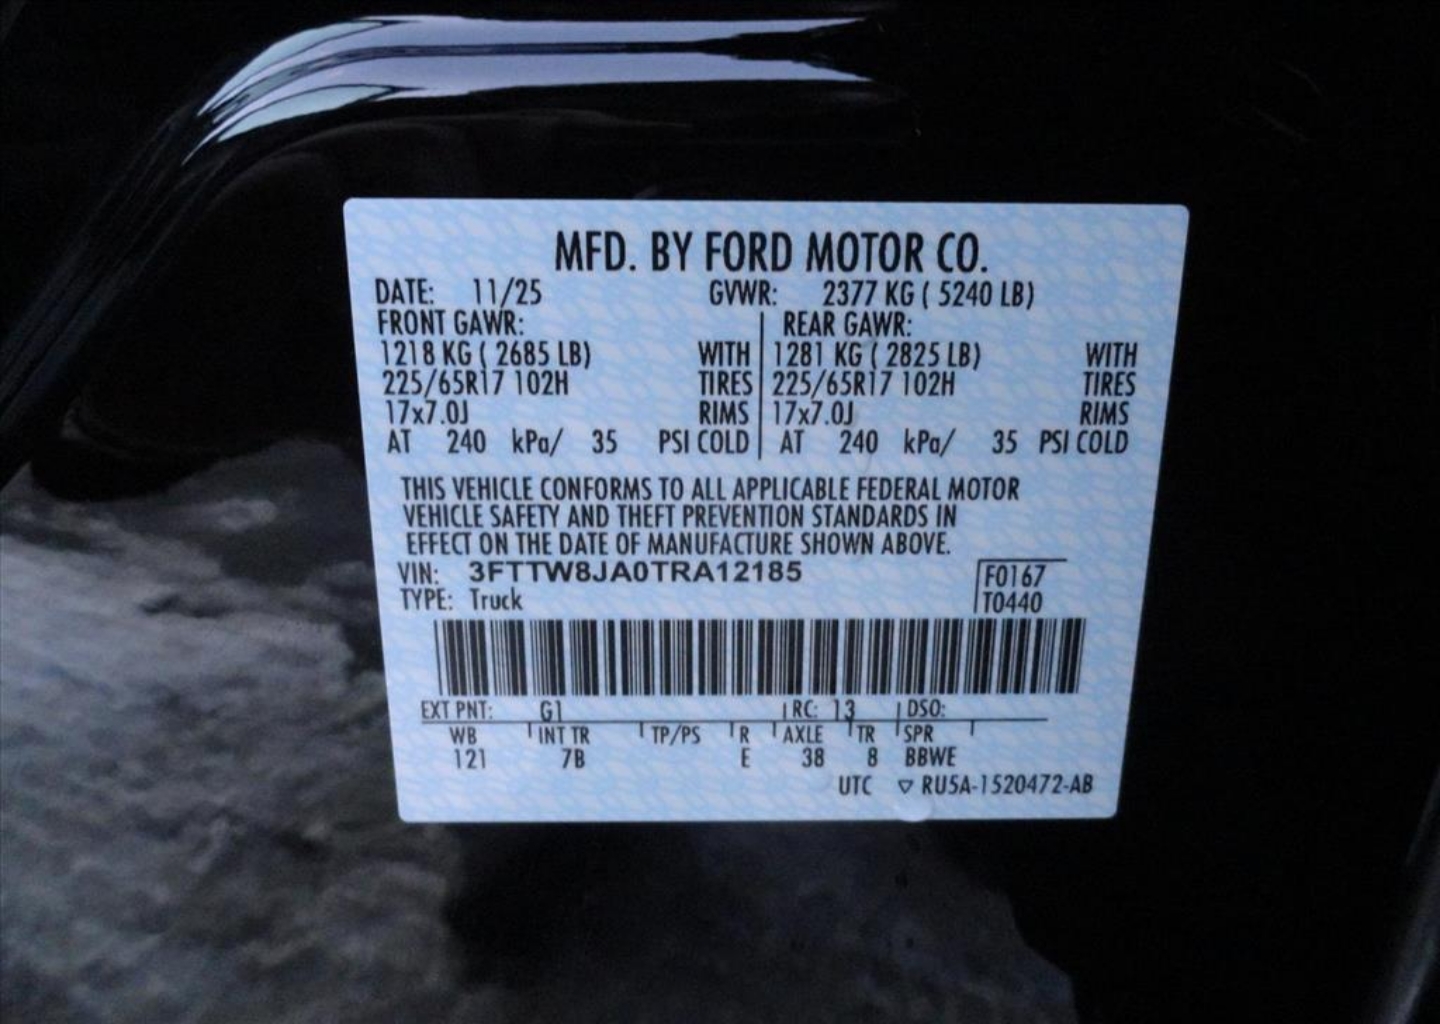 MFD. BY FORD MOTOR CO.
DATE: 11/25 GVWR: 2377 KG ( 5240 LB)
FRONT GAWR: REAR GAWR:
1218 KG ( 2685 LB) WITH 1281 KG ( 2825 LB) WITH
225/65R17 102H TIRES 225/65R17 102H TIRES
17x7.0J RIMS 17x7.0J RIMS
AT 240 kPa/ 35 PSI COLD AT 240 kPa/ 35 PSI COLD
THIS VEHICLE CONFORMS TO ALL APPLICABLE FEDERAL MOTOR
VEHICLE SAFETY AND THEFT PREVENTION STANDARDS IN
EFFECT ON THE DATE OF MANUFACTURE SHOWN ABOVE.
VIN: 3FTTW8JA0TRA12185 F0167
TYPE: Truck T0440
EXT PNT: G1 RC: 13 DSO:
WB INT TR TP/PS R AXLE TR SPR
121 7B E 38 8 BBWE
UTC ▽ RU5A-1520472-AB